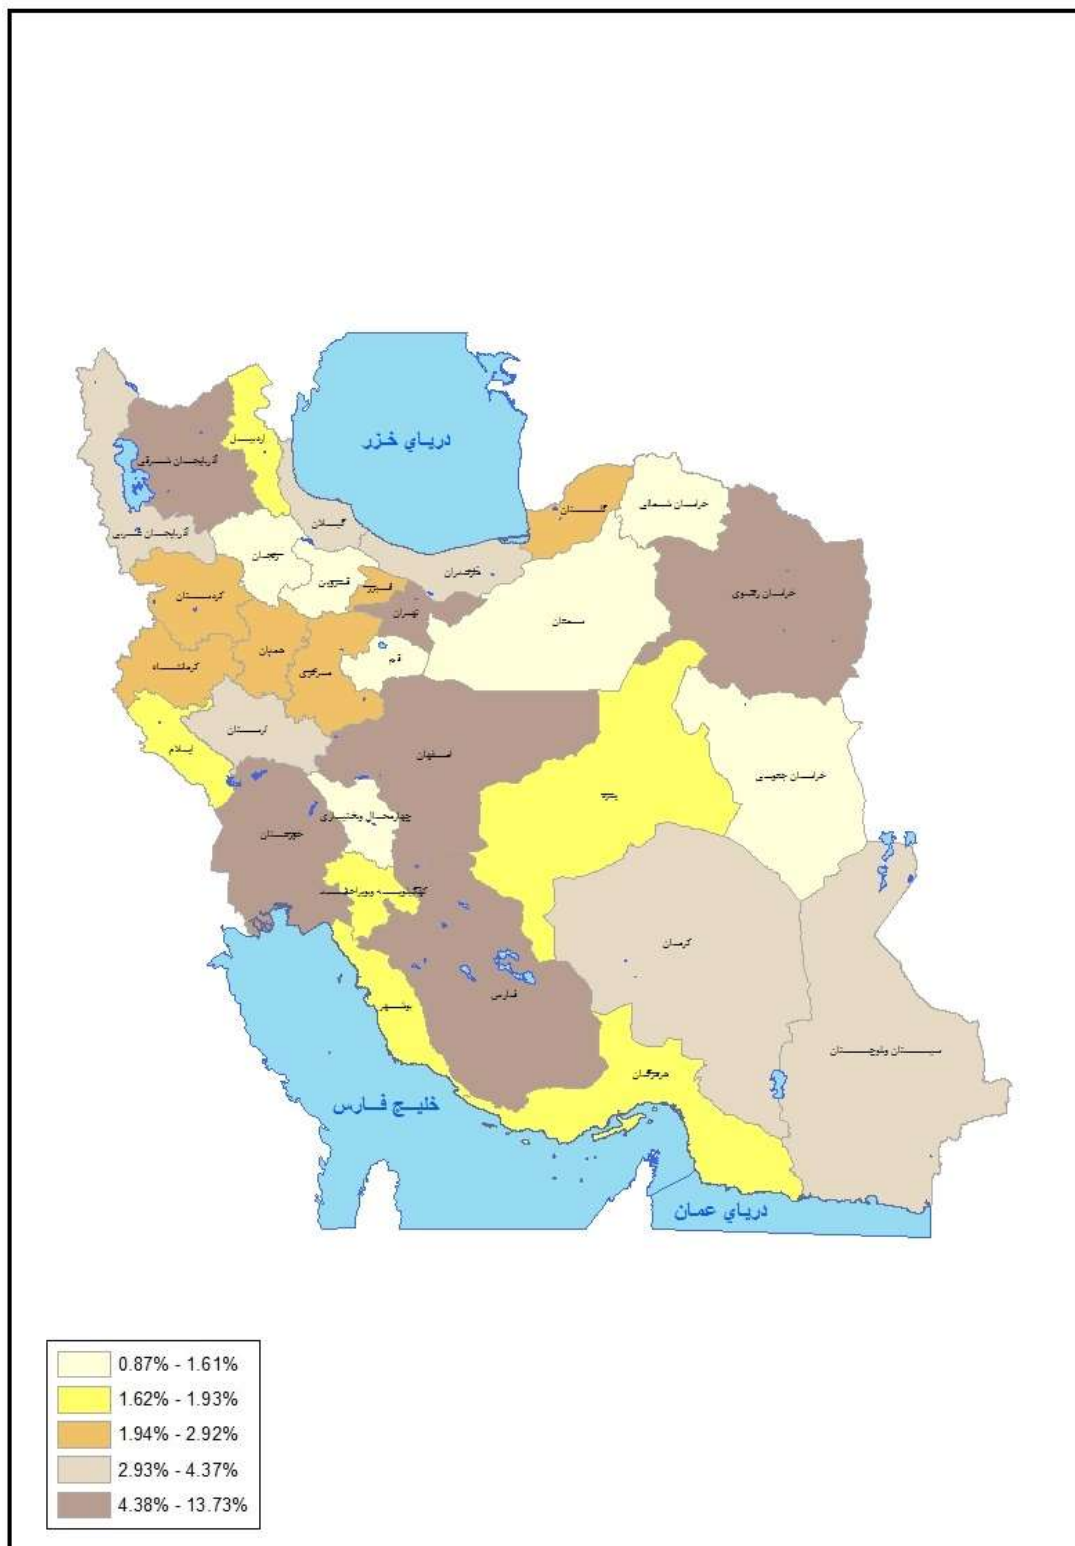 دریاي خزر
اردبیل
آذربایجان شرقی
گلستان
خراسان شمالی
گیلان
آذربایجان غربی
زنجان
مازندران
قزوین
البرز
خراسان رضوی
کردستان
تهران
سمنان
همدان
کرمانشاه
مرکزی
قم
لرستان
ایلام
اصفهان
خراسان جنوبی
یزد
چهارمحال وبختیاری
خوزستان
کهگیلویه وبویراحمد
کرمان
فارس
بوشهر
سیستان وبلوچستان
هرمزگان
خلیج فارس
دریاي عمان
0.87% - 1.61%
1.62% - 1.93%
1.94% - 2.92%
2.93% - 4.37%
4.38% - 13.73%